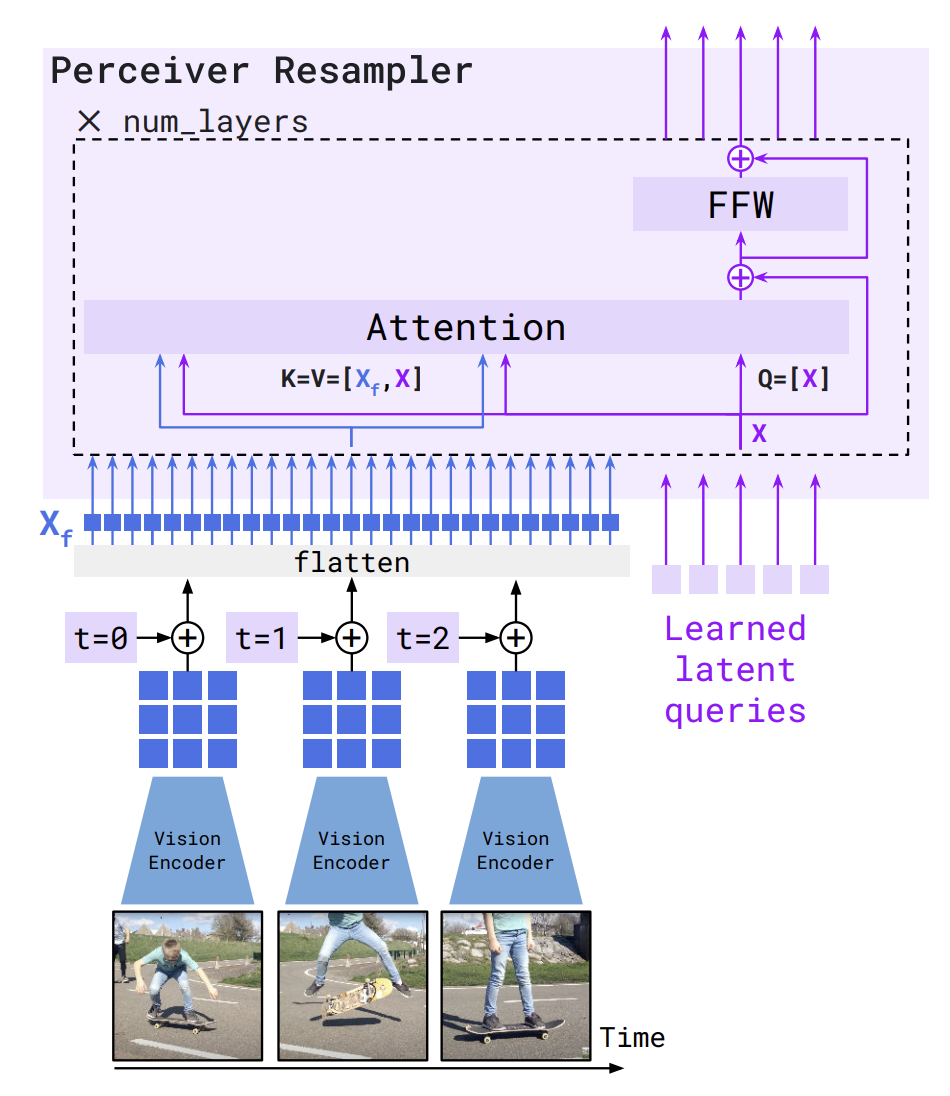 Perceiver Resampler
× num_layers
FFW
Attention
K=V=[Xf,X]
Q=[X]
X
Xf
flatten
t=0
t=1
t=2
Learned
latent
queries
Vision
Encoder
Vision
Encoder
Vision
Encoder
Time